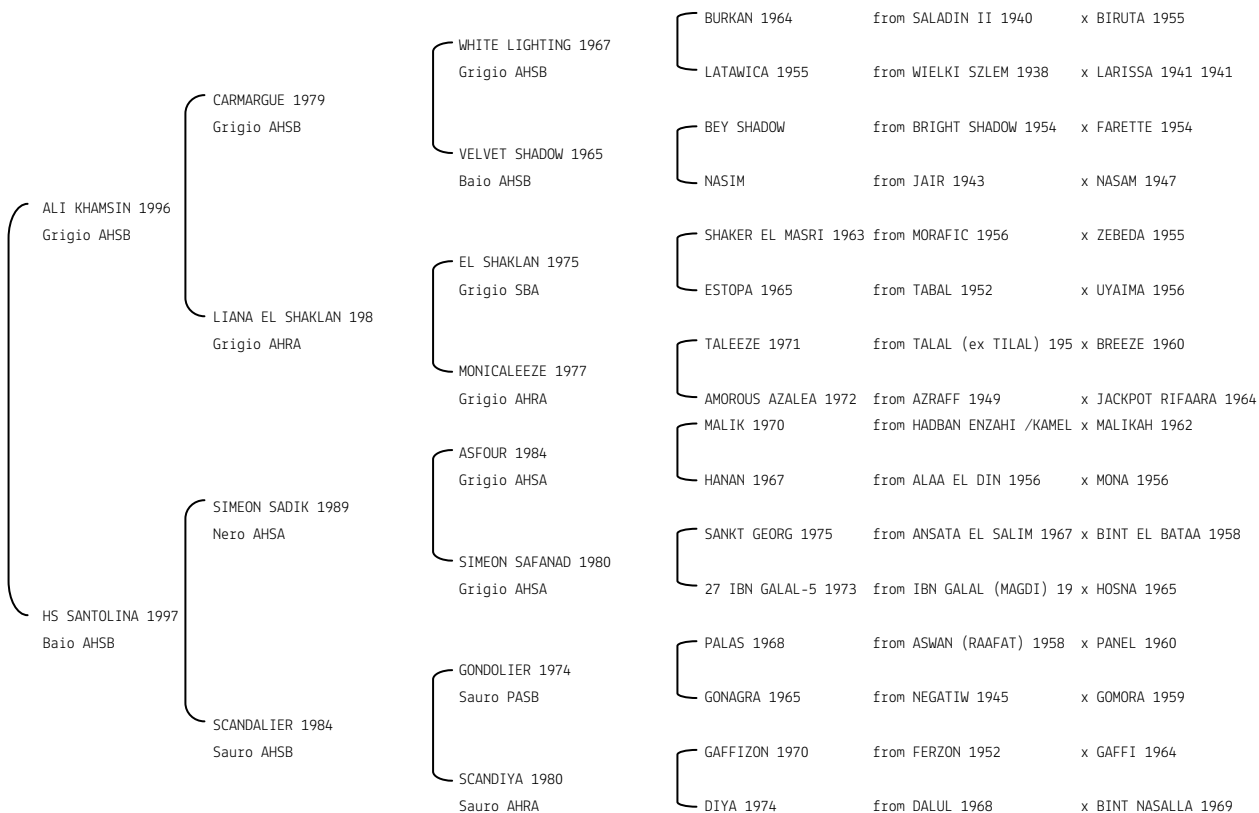 BURKAN 1964 from SALADIN II 1940 x BIRUTA 1955
WHITE LIGHTING 1967
Grigio AHSB
LATAWICA 1955 from WIELKI SZLEM 1938 x LARISSA 1941 1941
CARMARGUE 1979
Grigio AHSB
BEY SHADOW from BRIGHT SHADOW 1954 x FARETTE 1954
VELVET SHADOW 1965
Baio AHSB
NASIM from JAIR 1943 x NASAM 1947
ALI KHAMSIN 1996
Grigio AHSB
SHAKER EL MASRI 1963 from MORAFIC 1956 x ZEBEDA 1955
EL SHAKLAN 1975
Grigio SBA
ESTOPA 1965 from TABAL 1952 x UYAIMA 1956
LIANA EL SHAKLAN 198
Grigio AHRA
TALEEZE 1971 from TALAL (ex TILAL) 195 x BREEZE 1960
MONICALEEZE 1977
Grigio AHRA
AMOROUS AZALEA 1972 from AZRAFF 1949 x JACKPOT RIFAARA 1964
MALIK 1970 from HADBAN ENZAHI /KAMEL x MALIKAH 1962
ASFOUR 1984
Grigio AHSA
HANAN 1967 from ALAA EL DIN 1956 x MONA 1956
SIMEON SADIK 1989
Nero AHSA
SANKT GEORG 1975 from ANSATA EL SALIM 1967 x BINT EL BATAA 1958
SIMEON SAFANAD 1980
Grigio AHSA
27 IBN GALAL-5 1973 from IBN GALAL (MAGDI) 19 x HOSNA 1965
HS SANTOLINA 1997
Baio AHSB
PALAS 1968 from ASWAN (RAAFAT) 1958 x PANEL 1960
GONDOLIER 1974
Sauro PASB
GONAGRA 1965 from NEGATIW 1945 x GOMORA 1959
SCANDALIER 1984
Sauro AHSB
GAFFIZON 1970 from FERZON 1952 x GAFFI 1964
SCANDIYA 1980
Sauro AHRA
DIYA 1974 from DALUL 1968 x BINT NASALLA 1969